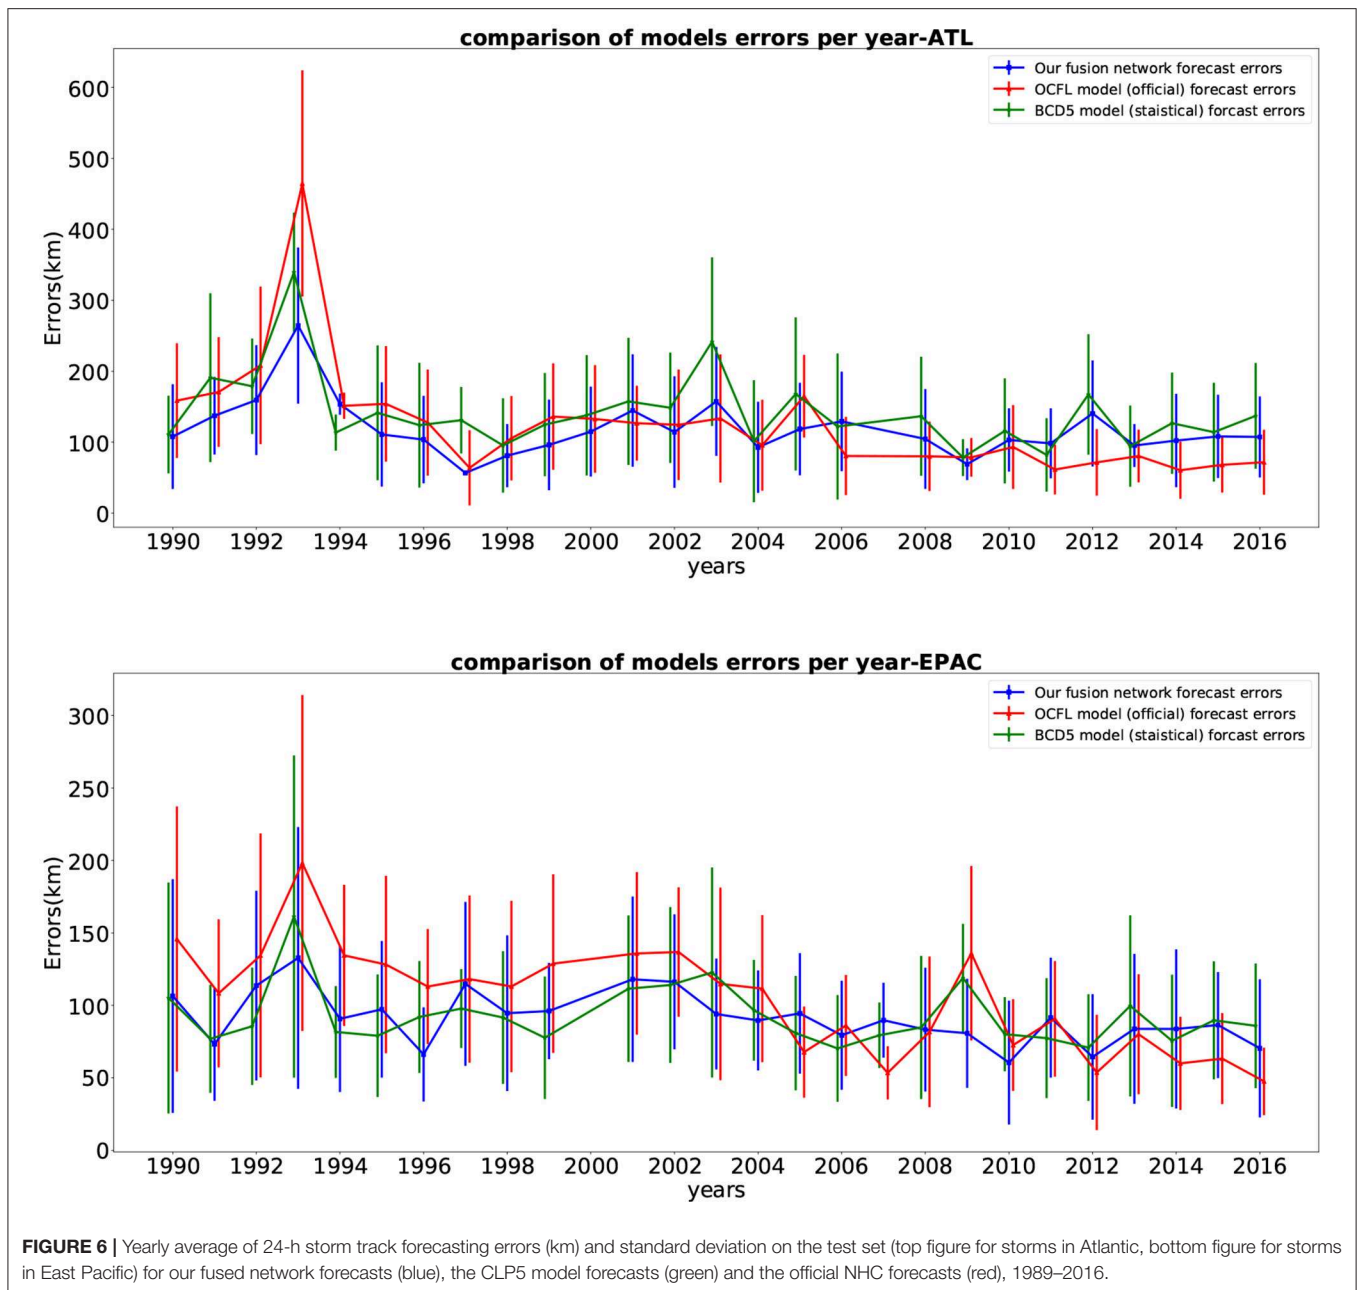 comparison of models errors per year-ATL
Our fusion network forecast errors
OCFL model (official) forecast errors
BCD5 model (staistical) forcast errors
600
500
400
300
200
100
0
Errors(km)
1990 1992 1994 1996 1998 2000 2002 2004 2006 2008 2010 2012 2014 2016
years
comparison of models errors per year-EPAC
Our fusion network forecast errors
OCFL model (official) forecast errors
BCD5 model (staistical) forcast errors
300
250
200
150
100
50
0
Errors(km)
1990 1992 1994 1996 1998 2000 2002 2004 2006 2008 2010 2012 2014 2016
years
FIGURE 6 | Yearly average of 24-h storm track forecasting errors (km) and standard deviation on the test set (top figure for storms in Atlantic, bottom figure for storms
in East Pacific) for our fused network forecasts (blue), the CLP5 model forecasts (green) and the official NHC forecasts (red), 1989–2016.